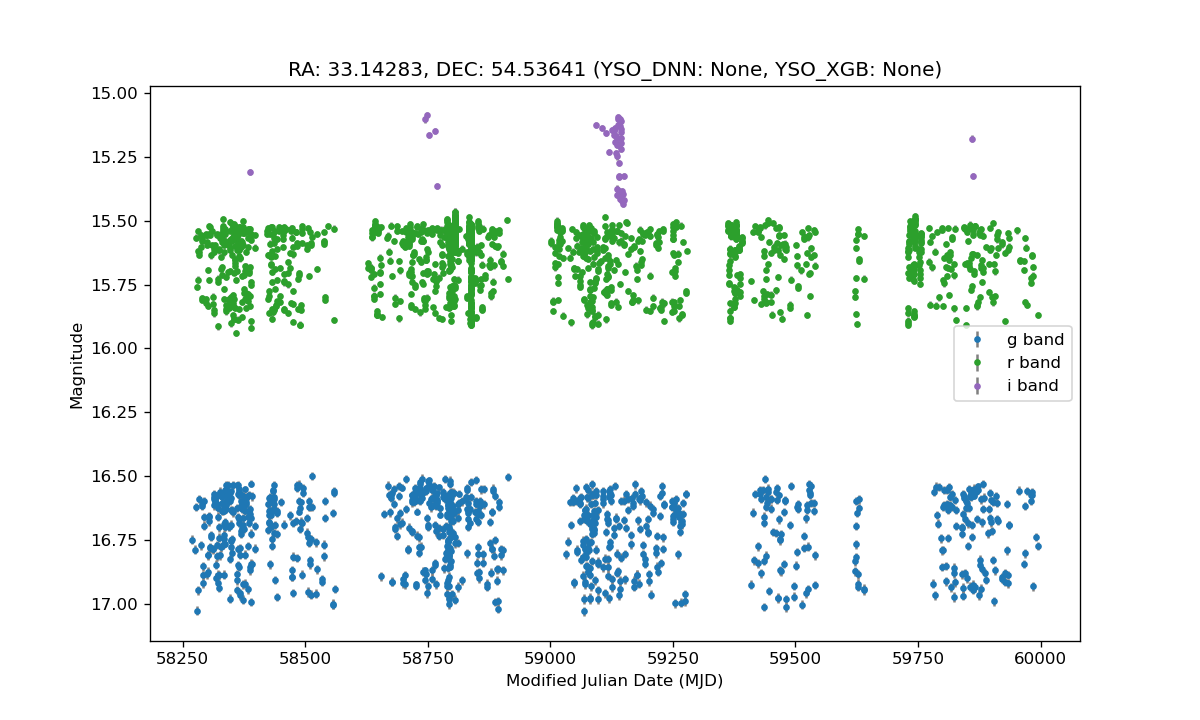 RA: 33.14283, DEC: 54.53641 (YSO_DNN: None, YSO_XGB: None)
15.00
15.25
15.50
15.75
16.00
16.25
16.50
16.75
17.00
Magnitude
g band
r band
i band
58250
58500
58750
59000
59250
59500
59750
60000
Modified Julian Date (MJD)